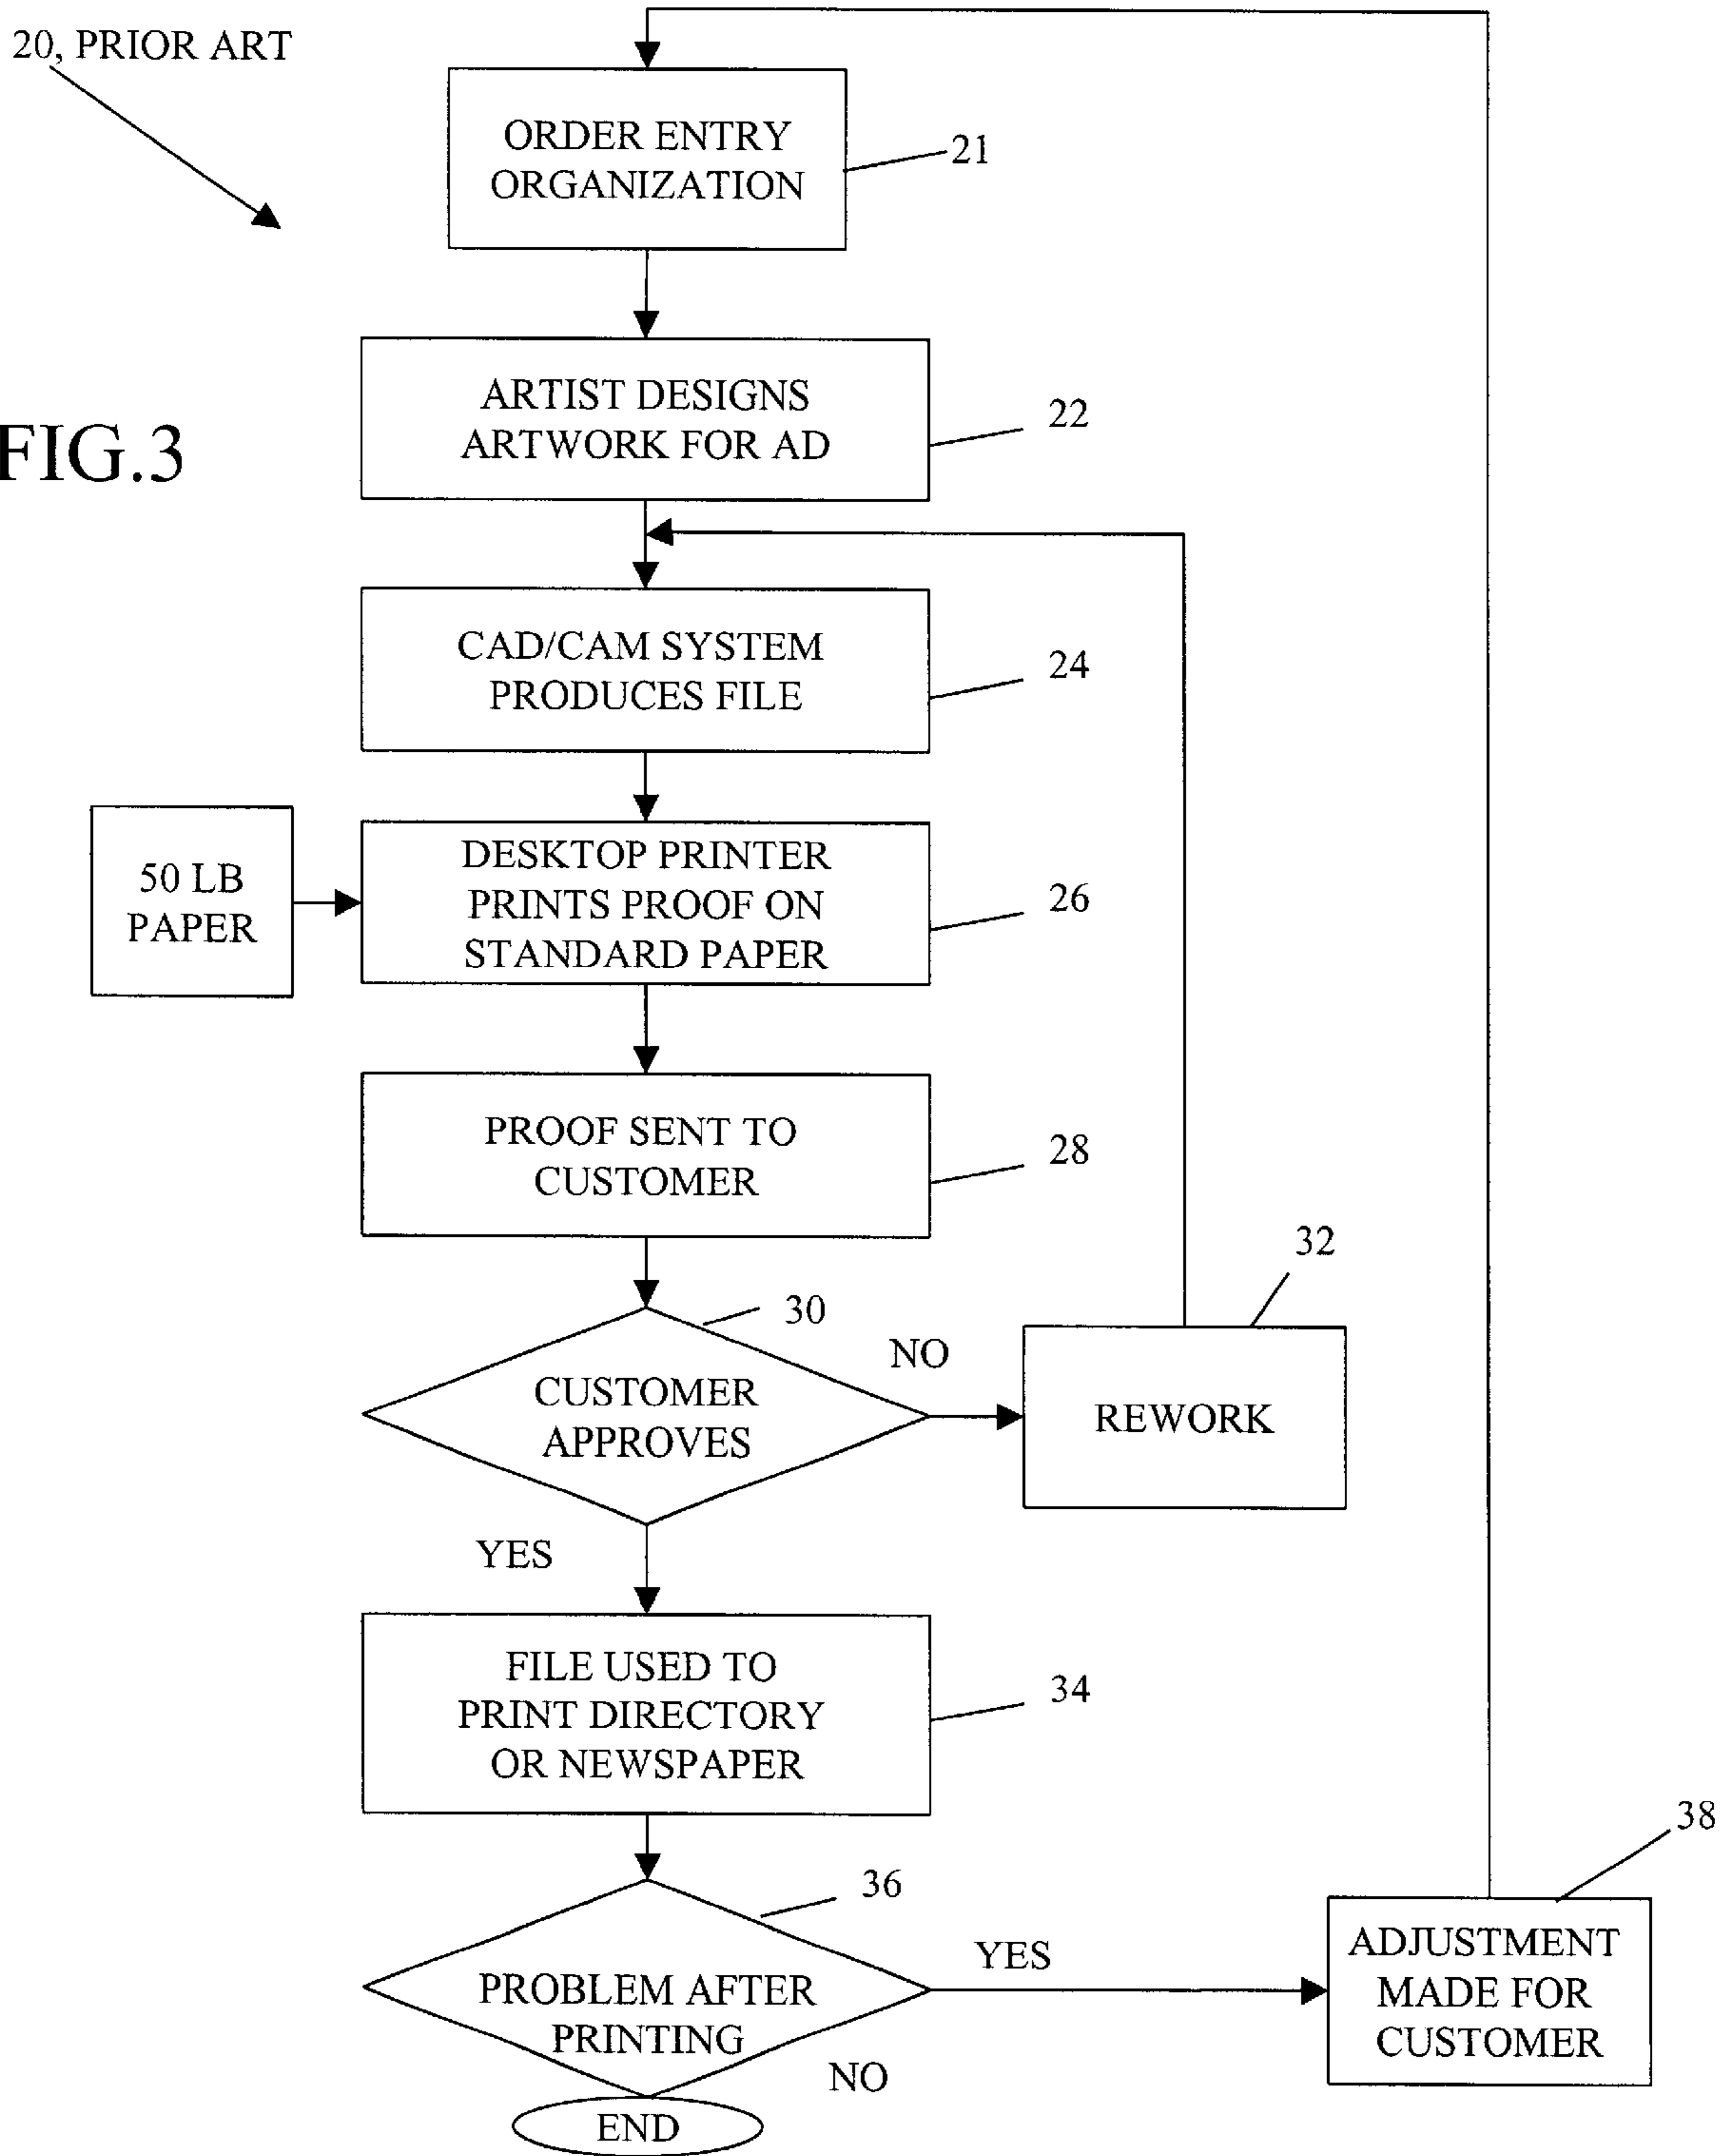 20, PRIOR ART
ORDER ENTRY
ORGANIZATION
21
ARTIST DESIGNS
ARTWORK FOR AD
22
FIG.3
CAD/CAM SYSTEM
PRODUCES FILE
24
50 LB
PAPER
DESKTOP PRINTER
PRINTS PROOF ON
STANDARD PAPER
26
PROOF SENT TO
CUSTOMER
28
30
CUSTOMER
APPROVES
NO
32
REWORK
YES
FILE USED TO
PRINT DIRECTORY
OR NEWSPAPER
34
36
PROBLEM AFTER
PRINTING
YES
38
ADJUSTMENT
MADE FOR
CUSTOMER
NO
END